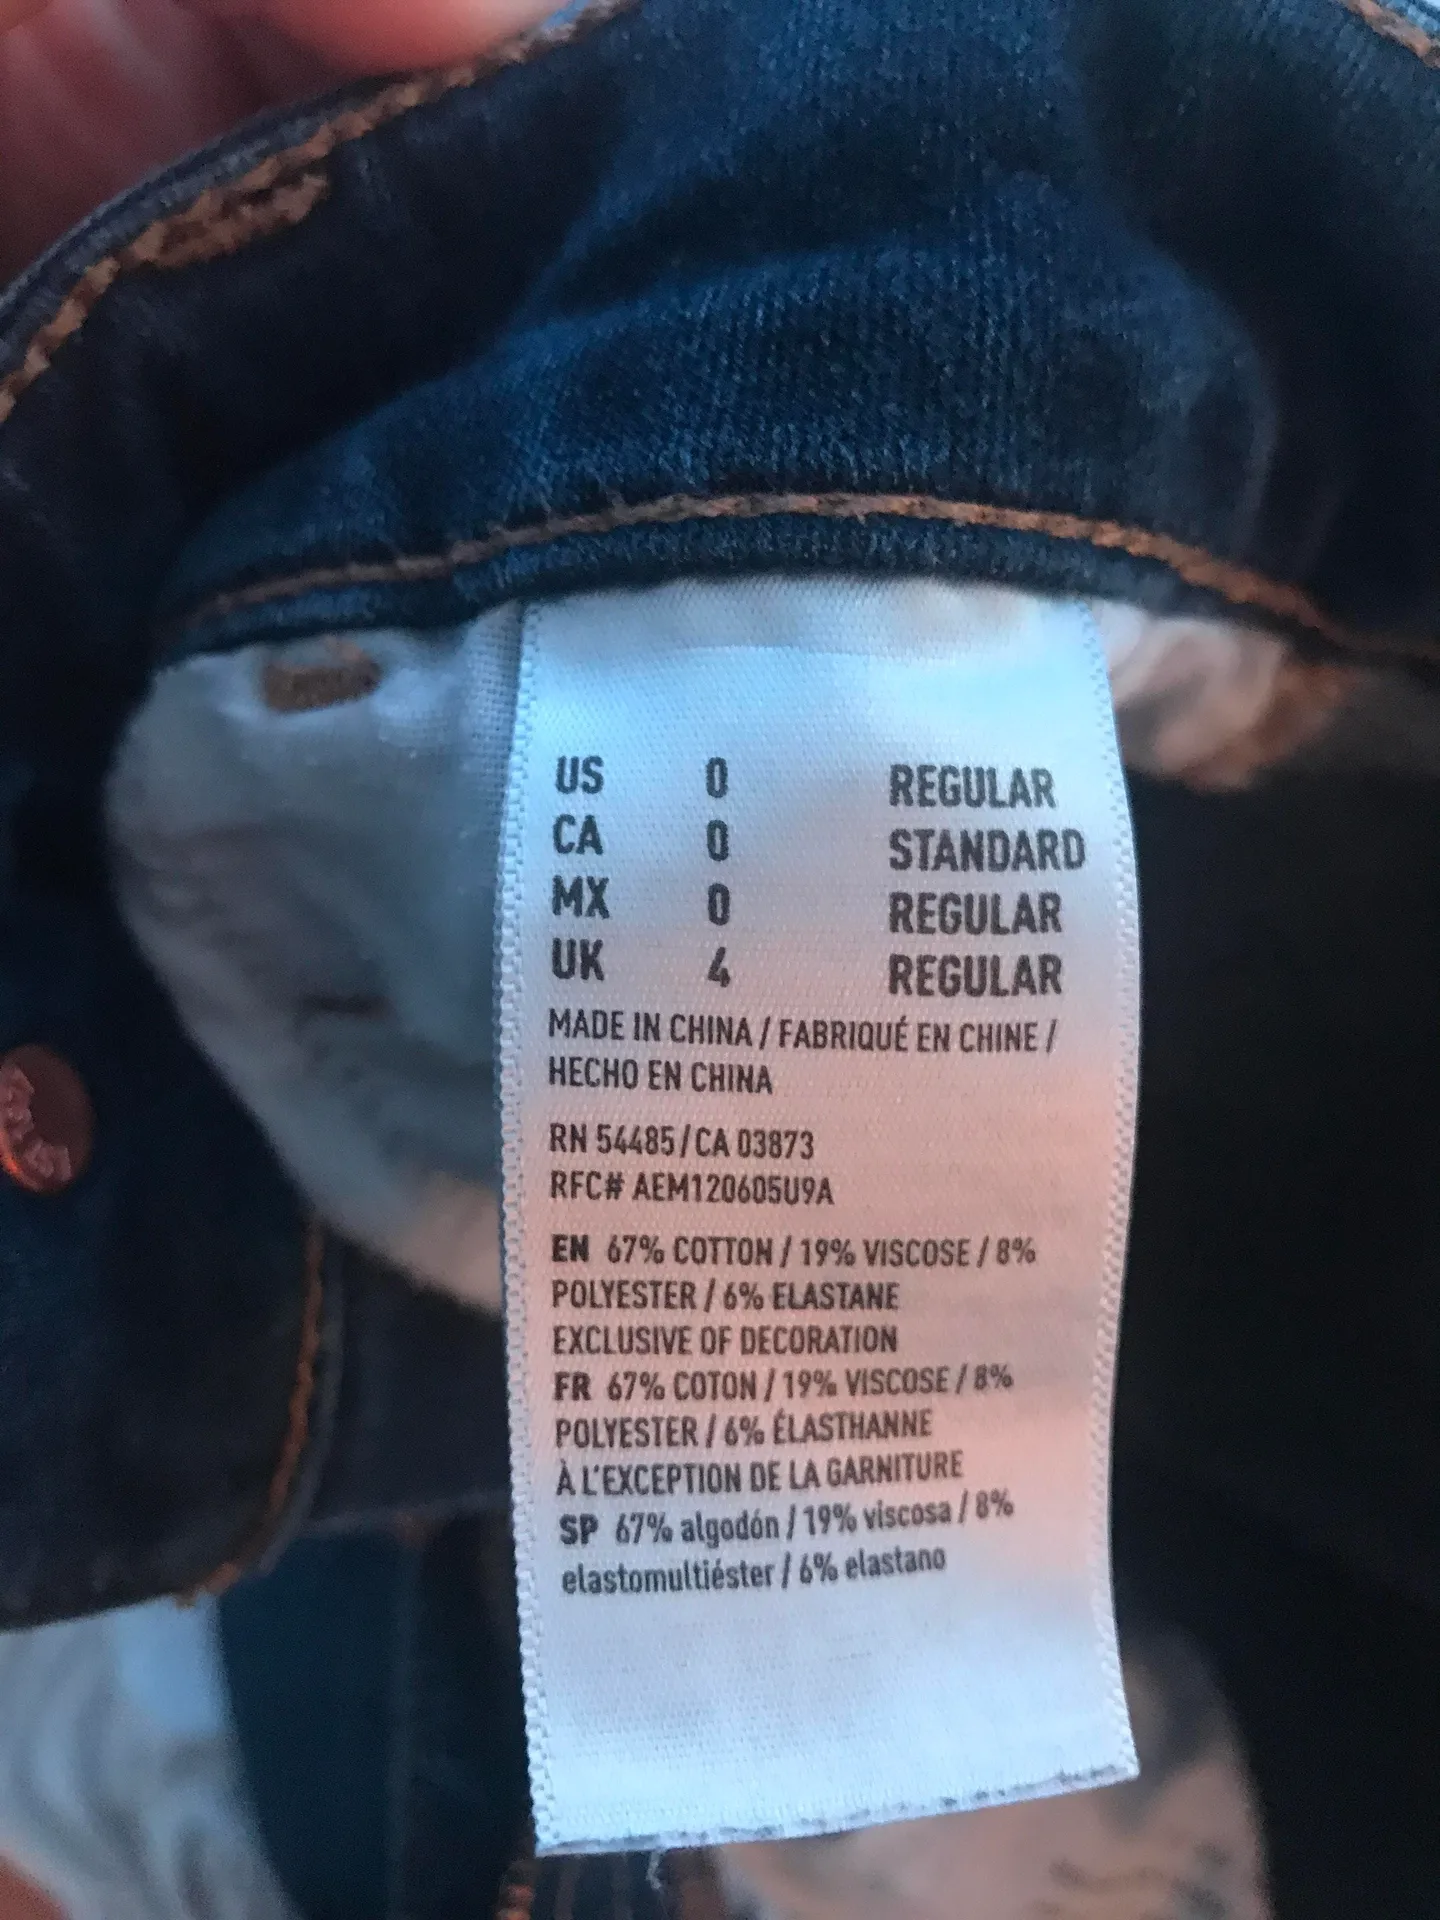 US 0 REGULAR
CA 0 STANDARD
MX 0 REGULAR
UK 4 REGULAR
MADE IN CHINA / FABRIQUÉ EN CHINE /
HECHO EN CHINA
RN 54485 / CA 03873
RFC# AEM120605U9A
EN 67% COTTON / 19% VISCOSE / 8%
POLYESTER / 6% ELASTANE
EXCLUSIVE OF DECORATION
FR 67% COTON / 19% VISCOSE / 8%
POLYESTER / 6% ÉLASTHANNE
À L'EXCEPTION DE LA GARNITURE
SP 67% algodón / 19% viscosa / 8%
elastomultiéster / 6% elastano